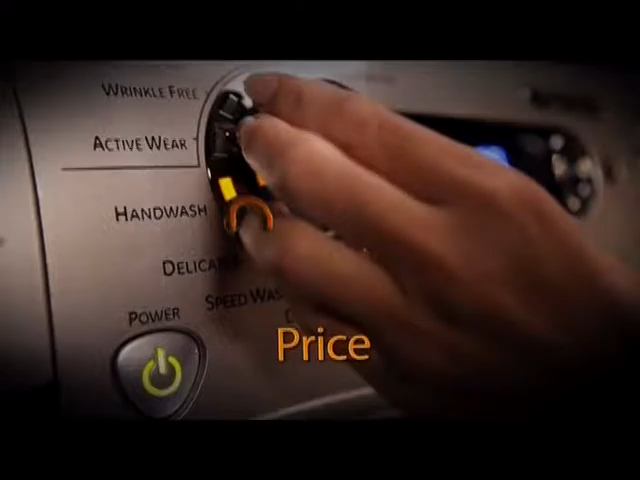 WRINKLE FREE
ACTIVE WEAR
HANDWASH
POWER
Price